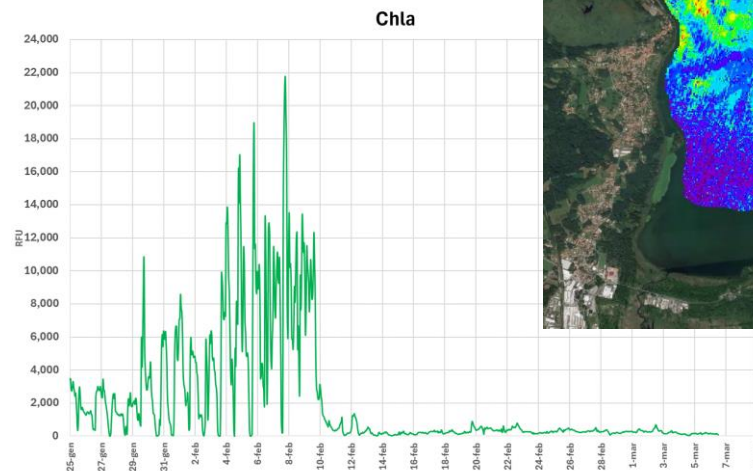 Chla
24,000
22,000
20,000
18,000
16,000
14,000
12,000
10,000
8,000
6,000
4,000
2,000
0
RFU
25-gen
27-gen
29-gen
31-gen
2-feb
4-feb
6-feb
8-feb
10-feb
12-feb
14-feb
16-feb
18-feb
20-feb
22-feb
24-feb
26-feb
28-feb
1-mar
3-mar
5-mar
7-mar